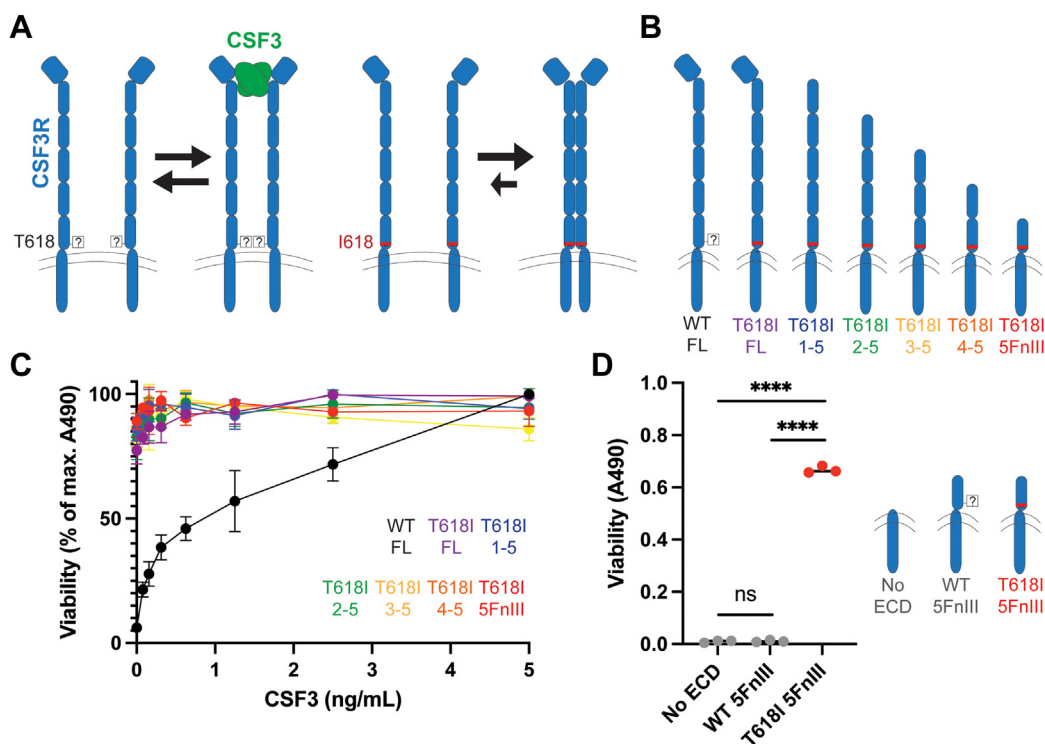 A
CSF3
CSF3R
T618
?
?
?
?
I618
B
?
WT
FL
T618I
FL
T618I
1-5
T618I
2-5
T618I
3-5
T618I
4-5
T618I
5FnIII
C
Viability (% of max. A490)
100
50
0
0
1
2
3
4
5
CSF3 (ng/mL)
WT
FL
T618I
FL
T618I
1-5
T618I
2-5
T618I
3-5
T618I
4-5
T618I
5FnIII
D
Viability (A490)
1.0
0.8
0.6
0.4
0.2
0.0
****
****
ns
No ECD
WT 5FnIII
T618I 5FnIII
?
No
ECD
WT
5FnIII
T618I
5FnIII